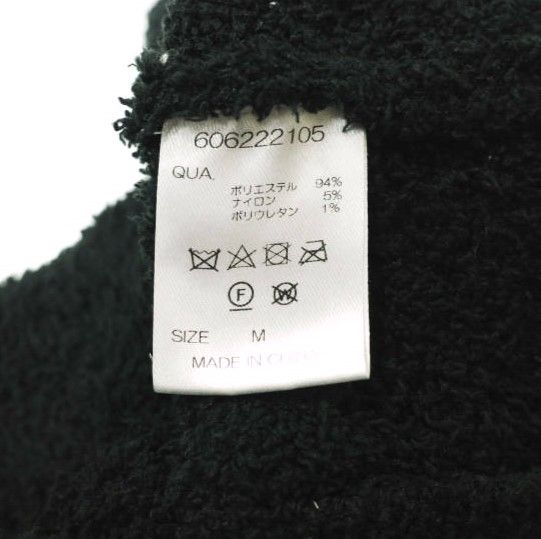 606222105
QUA
ポリエステル 94%
ナイロン 5%
ポリウレタン 1%
F W
SIZE M
MADE IN